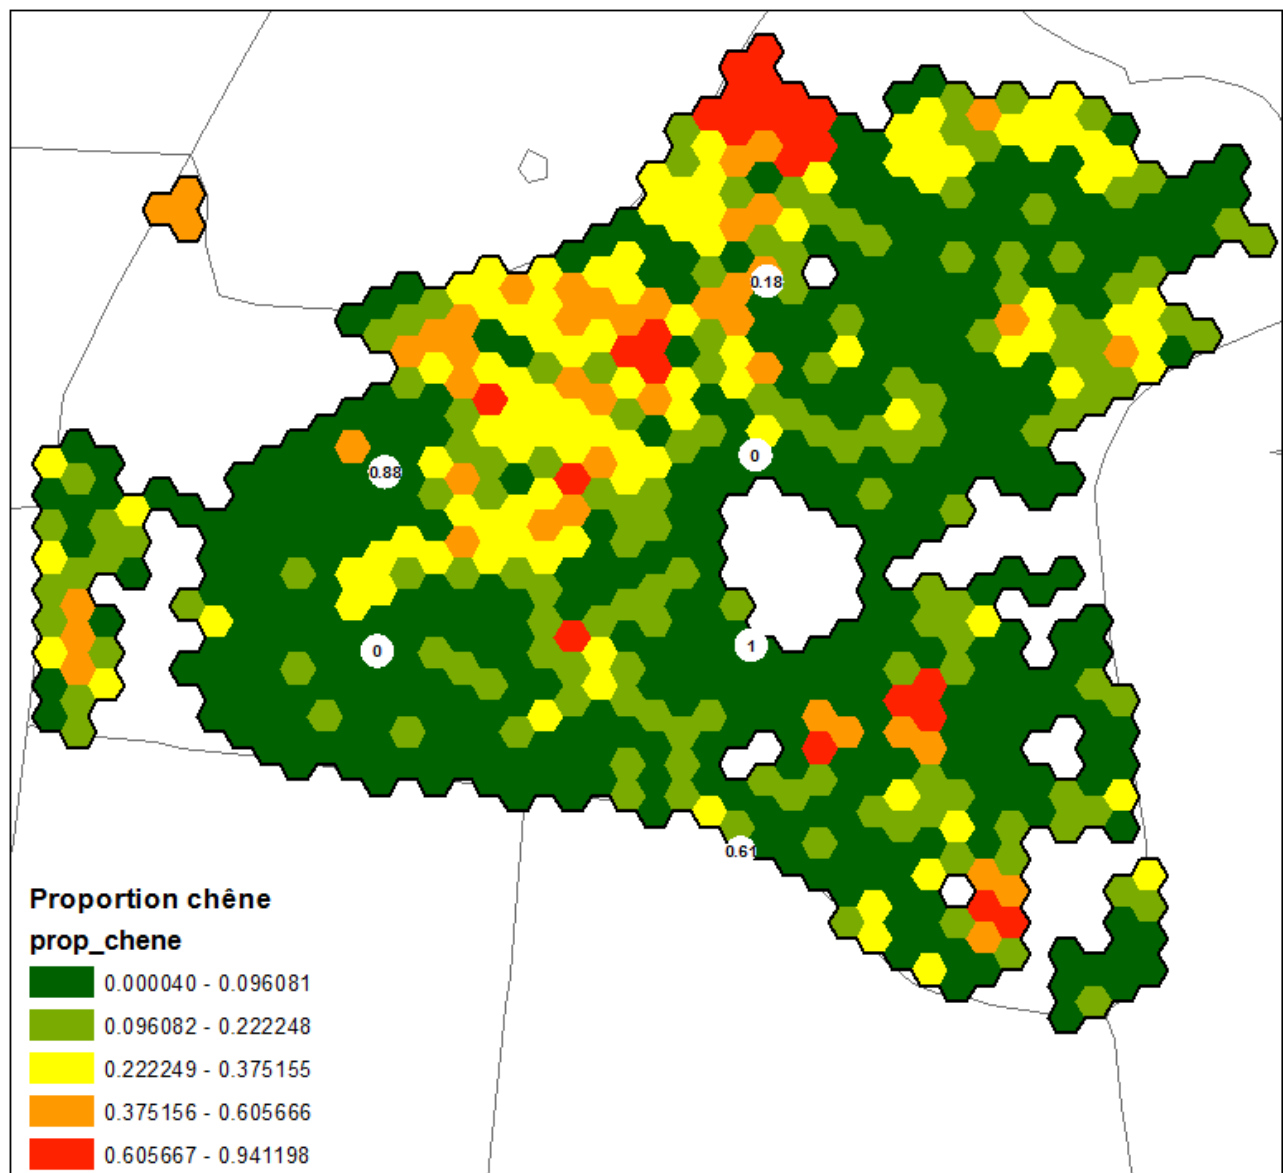 0.18
0
0.88
0
1
0.61
Proportion chêne
prop_chene
0.000040 - 0.096081
0.096082 - 0.222248
0.222249 - 0.375155
0.375156 - 0.605666
0.605667 - 0.941198